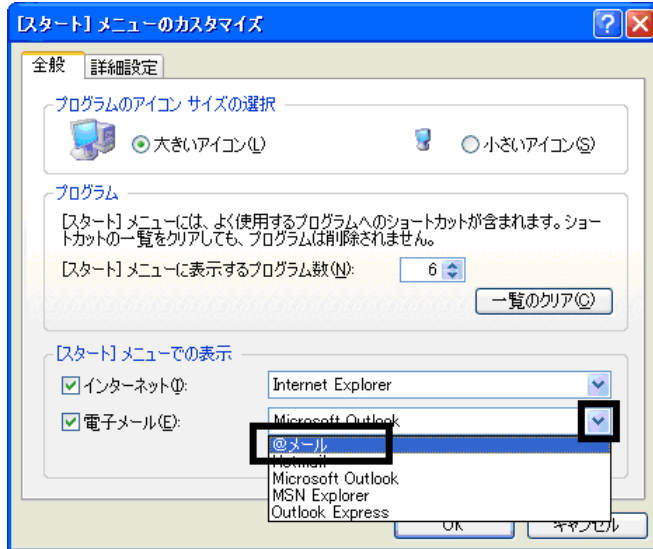 [スタート] メニューのカスタマイズ
全般 詳細設定
プログラムのアイコン サイズの選択
大きいアイコン(L) 小さいアイコン(S)
プログラム
[スタート] メニューには、よく使用するプログラムへのショートカットが含まれます。ショー
トカットの一覧をクリアしても、プログラムは削除されません。
[スタート] メニューに表示するプログラム数(N): 6
一覧のクリア(C)
[スタート] メニューでの表示
インターネット(I): Internet Explorer
電子メール(E): Microsoft Outlook
@メール
Hotmail
Microsoft Outlook
MSN Explorer
Outlook Express
OK キャンセル